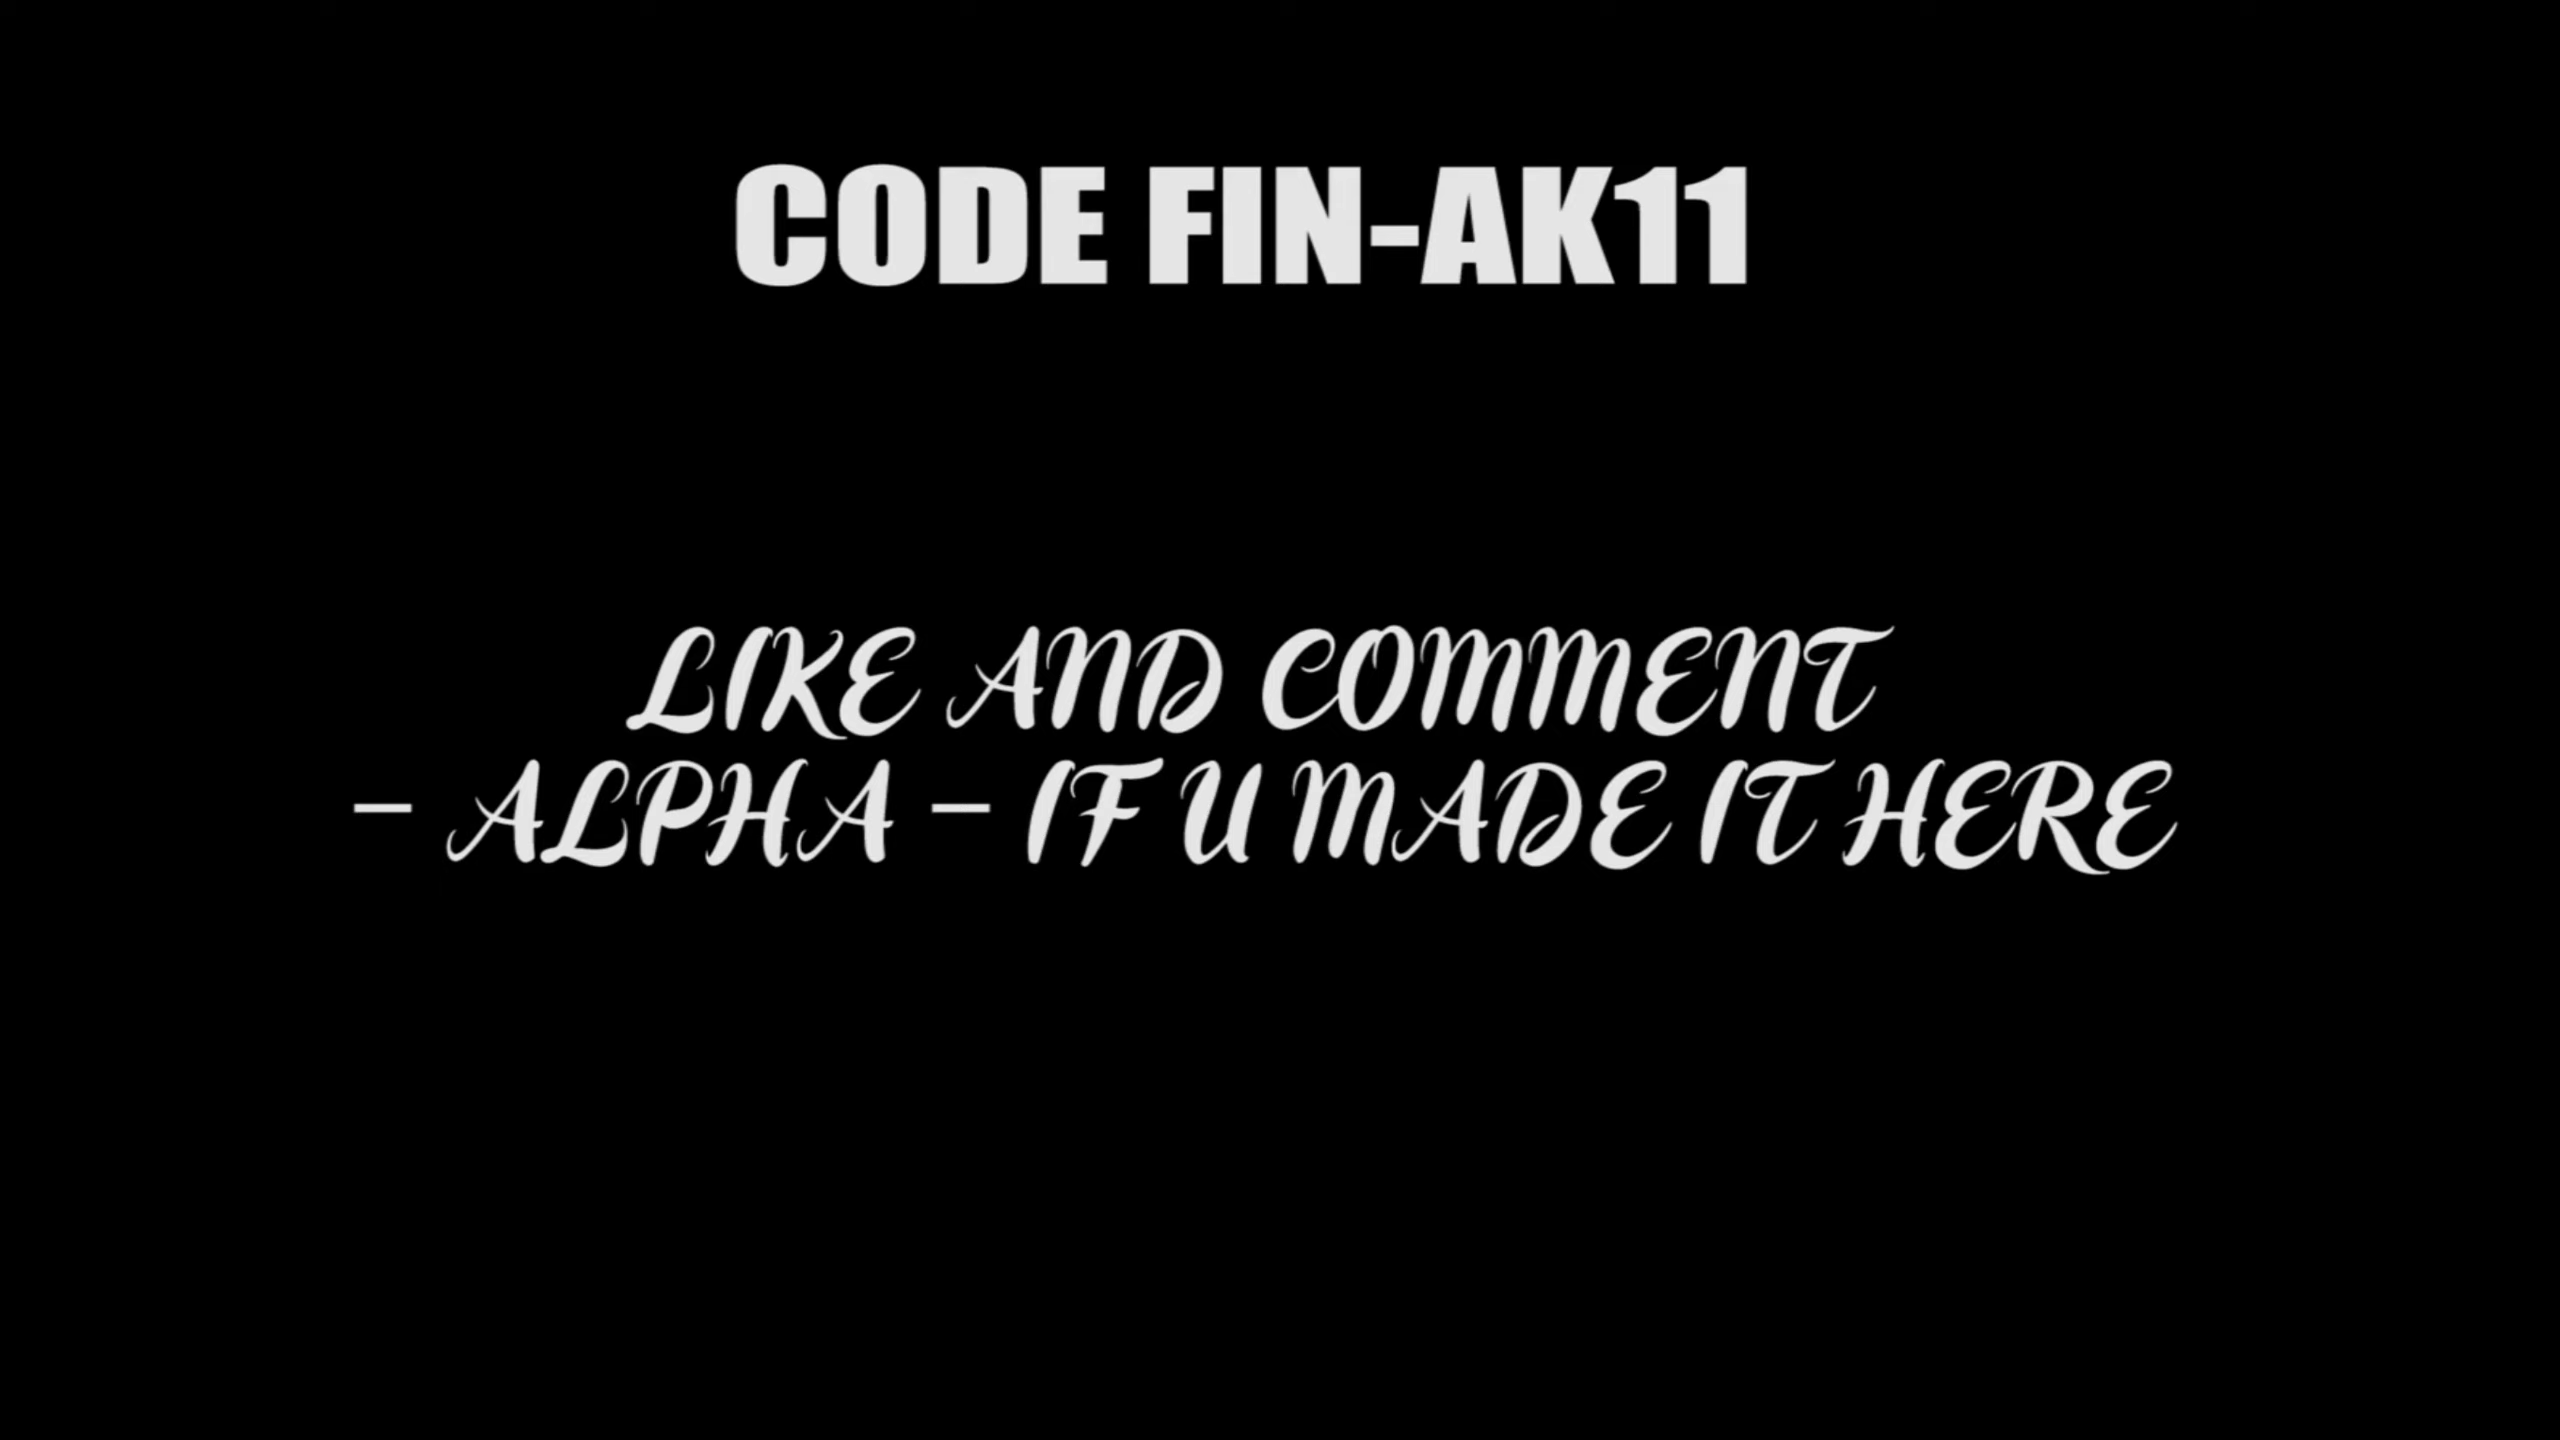 CODE FIN-AK11
LIKE AND COMMENT
- ALPHA - IF U MADE IT HERE